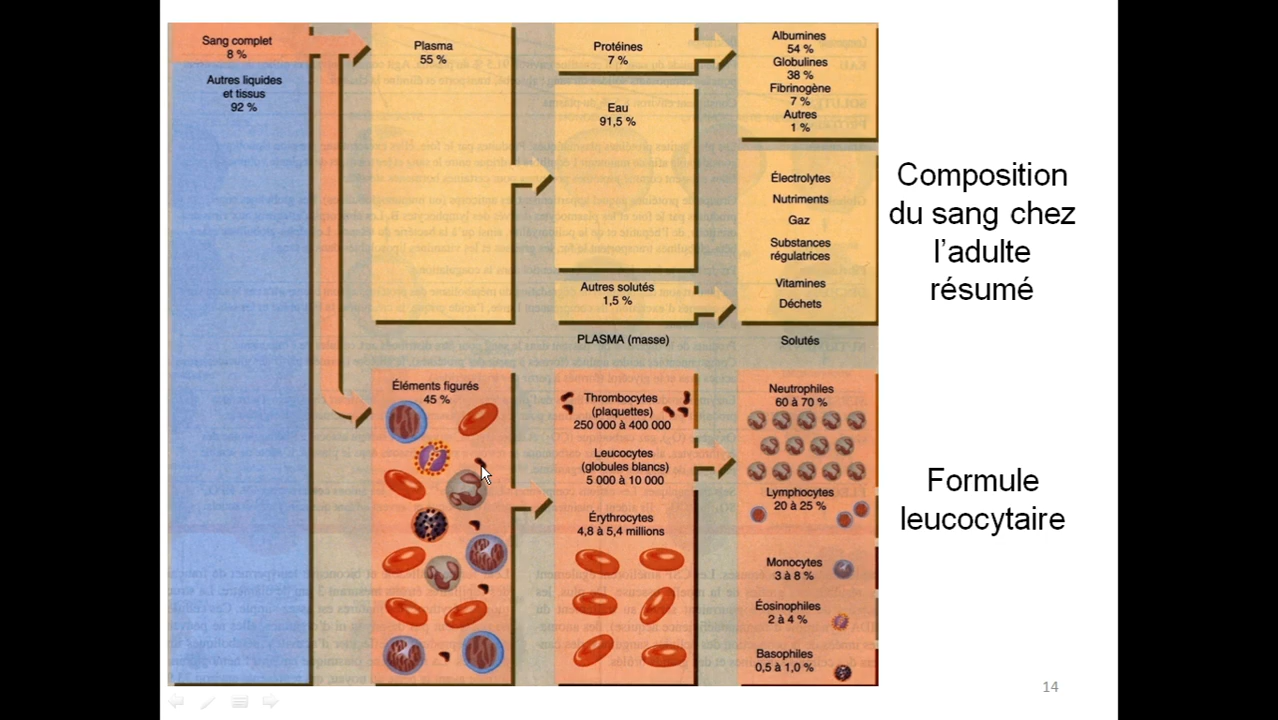 Sang complet
8 %
Autres liquides
et tissus
92 %
Plasma
55 %
Protéines
7 %
Eau
91,5 %
Autres solutés
1,5 %
PLASMA (masse)
Albumines
54 %
Globulines
38 %
Fibrinogène
7 %
Autres
1 %
Électrolytes
Nutriments
Gaz
Substances
régulatrices
Vitamines
Déchets
Solutés
Éléments figurés
45 %
Thrombocytes
(plaquettes)
250 000 à 400 000
Leucocytes
(globules blancs)
5 000 à 10 000
Érythrocytes
4,8 à 5,4 millions
Neutrophiles
60 à 70 %
Lymphocytes
20 à 25 %
Monocytes
3 à 8 %
Éosinophiles
2 à 4 %
Basophiles
0,5 à 1,0 %
Composition
du sang chez
l’adulte
résumé
Formule
leucocytaire
14